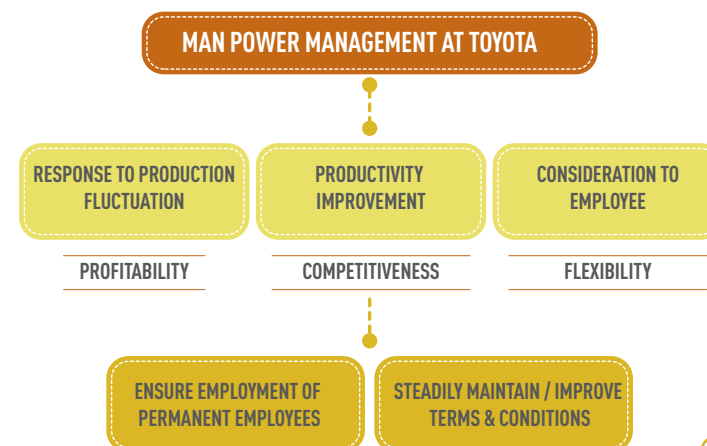 MAN POWER MANAGEMENT AT TOYOTA
RESPONSE TO PRODUCTION
FLUCTUATION
PRODUCTIVITY
IMPROVEMENT
CONSIDERATION TO
EMPLOYEE
PROFITABILITY
COMPETITIVENESS
FLEXIBILITY
ENSURE EMPLOYMENT OF
PERMANENT EMPLOYEES
STEADILY MAINTAIN / IMPROVE
TERMS & CONDITIONS